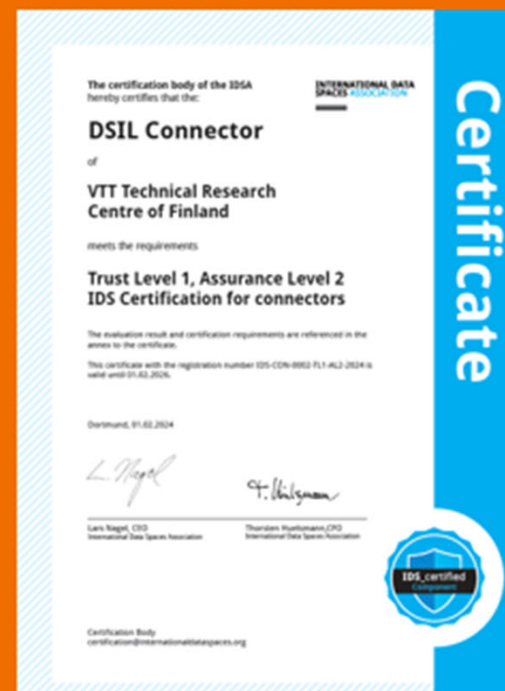 The certification body of the IDSA
hereby certifies that the:
INTERNATIONAL DATA
SPACES ASSOCIATION
DSIL Connector
of
VTT Technical Research
Centre of Finland
meets the requirements
Trust Level 1, Assurance Level 2
IDS Certification for connectors
The evaluation result and certification requirements are referenced in the
annex to the certificate.
This certificate with the registration number IDS-CON-0002-TL1-AL2-2024 is
valid until 01.02.2026.
Dortmund, 01.02.2024
L. Nagel
T. Huelsmann
Lars Nagel, CEO
International Data Spaces Association
Thorsten Huelsmann,CFO
International Data Spaces Association
Certification Body
certification@internationaldataspaces.org
Certificate
IDS_certified
Component